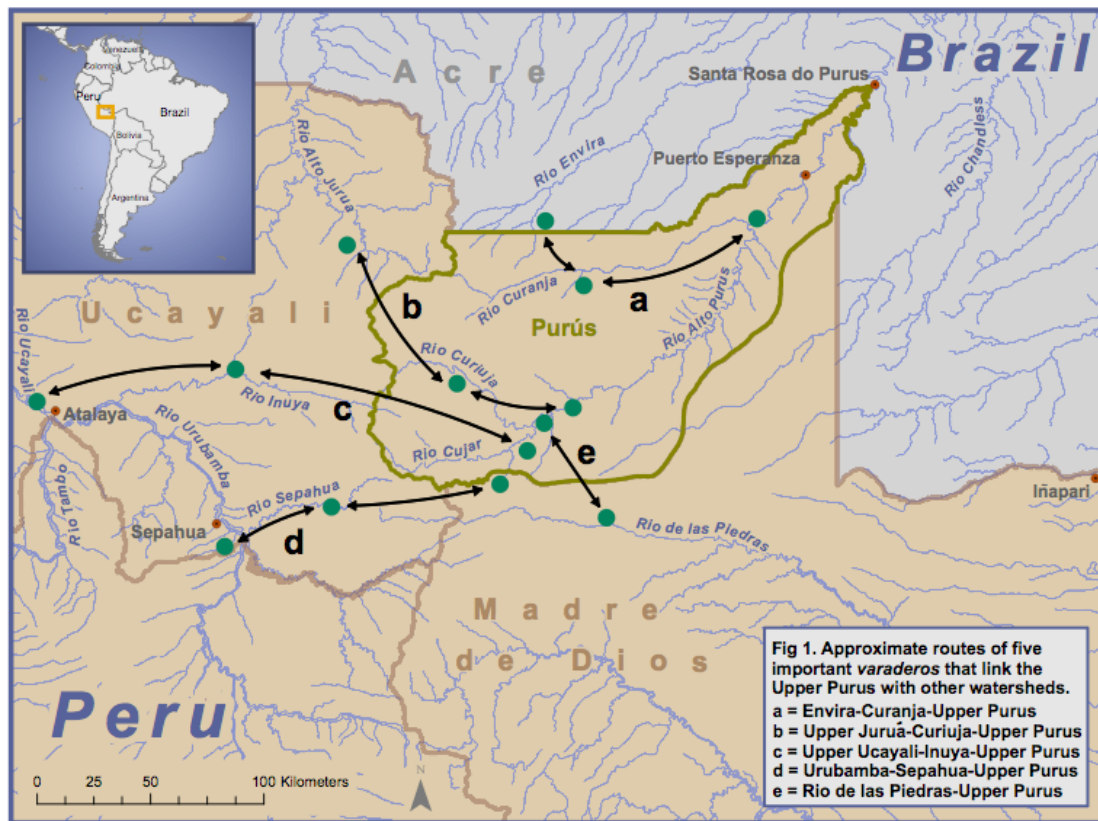 Venezuela
Colombia
Peru
Brazil
Bolivia
Argentina
Acre
Brazil
Santa Rosa do Purus
Puerto Esperanza
Rio Envira
Rio Chandless
Rio Alto Jurua
Rio Curanja
a
Rio Alto Purus
Purús
b
Ucayali
Rio Ucayali
Rio Curiuja
Atalaya
Rio Inuya
c
Rio Urubamba
Rio Cujar
e
Rio Tambo
Rio Sepahua
Sepahua
d
Iñapari
Rio de las Piedras
Madre
de Dios
Peru
0 25 50 100 Kilometers
N
Fig 1. Approximate routes of five
important varaderos that link the
Upper Purus with other watersheds.
a = Envira-Curanja-Upper Purus
b = Upper Juruá-Curiuja-Upper Purus
c = Upper Ucayali-Inuya-Upper Purus
d = Urubamba-Sepahua-Upper Purus
e = Rio de las Piedras-Upper Purus